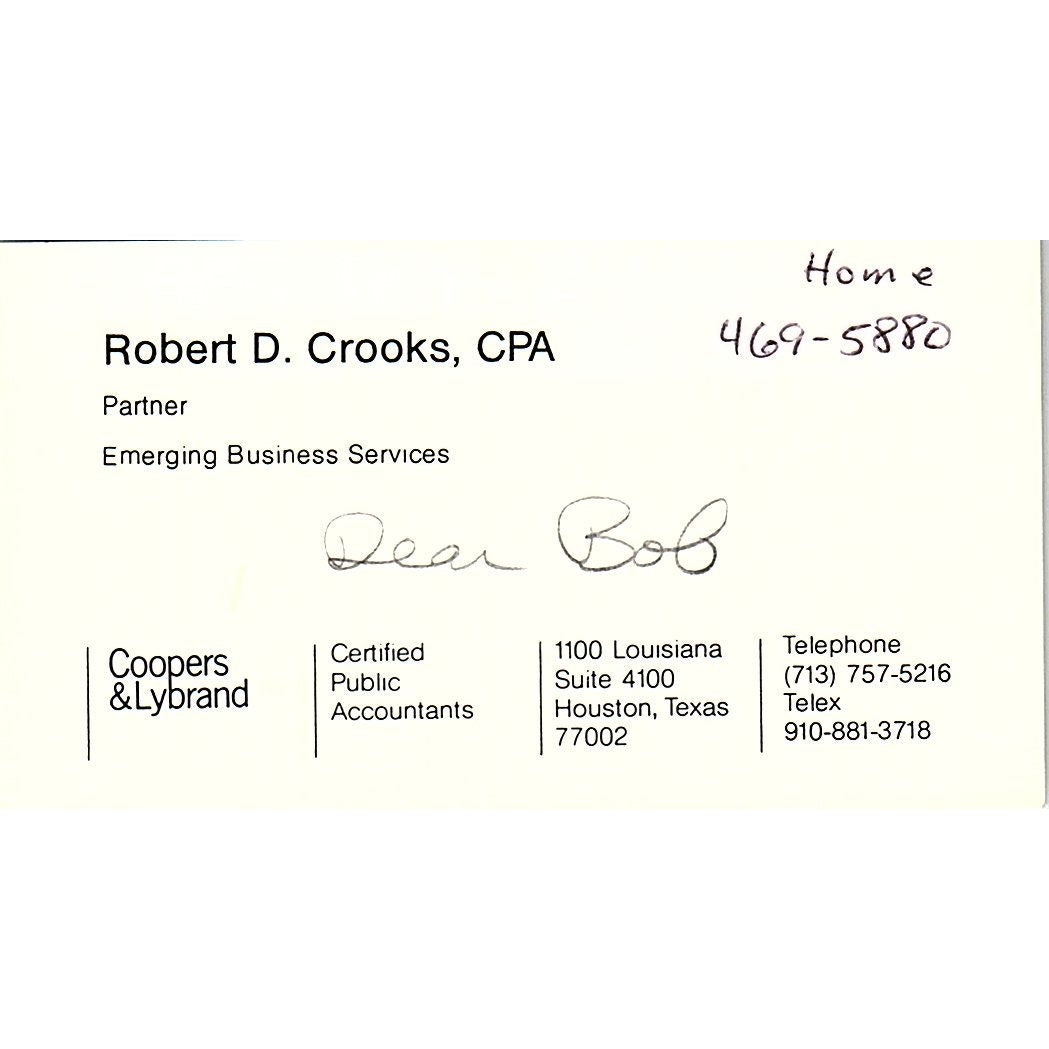 Home
469-5880
Robert D. Crooks, CPA
Partner
Emerging Business Services
Dear Bob
Coopers
&Lybrand
Certified
Public
Accountants
1100 Louisiana
Suite 4100
Houston, Texas
77002
Telephone
(713) 757-5216
Telex
910-881-3718